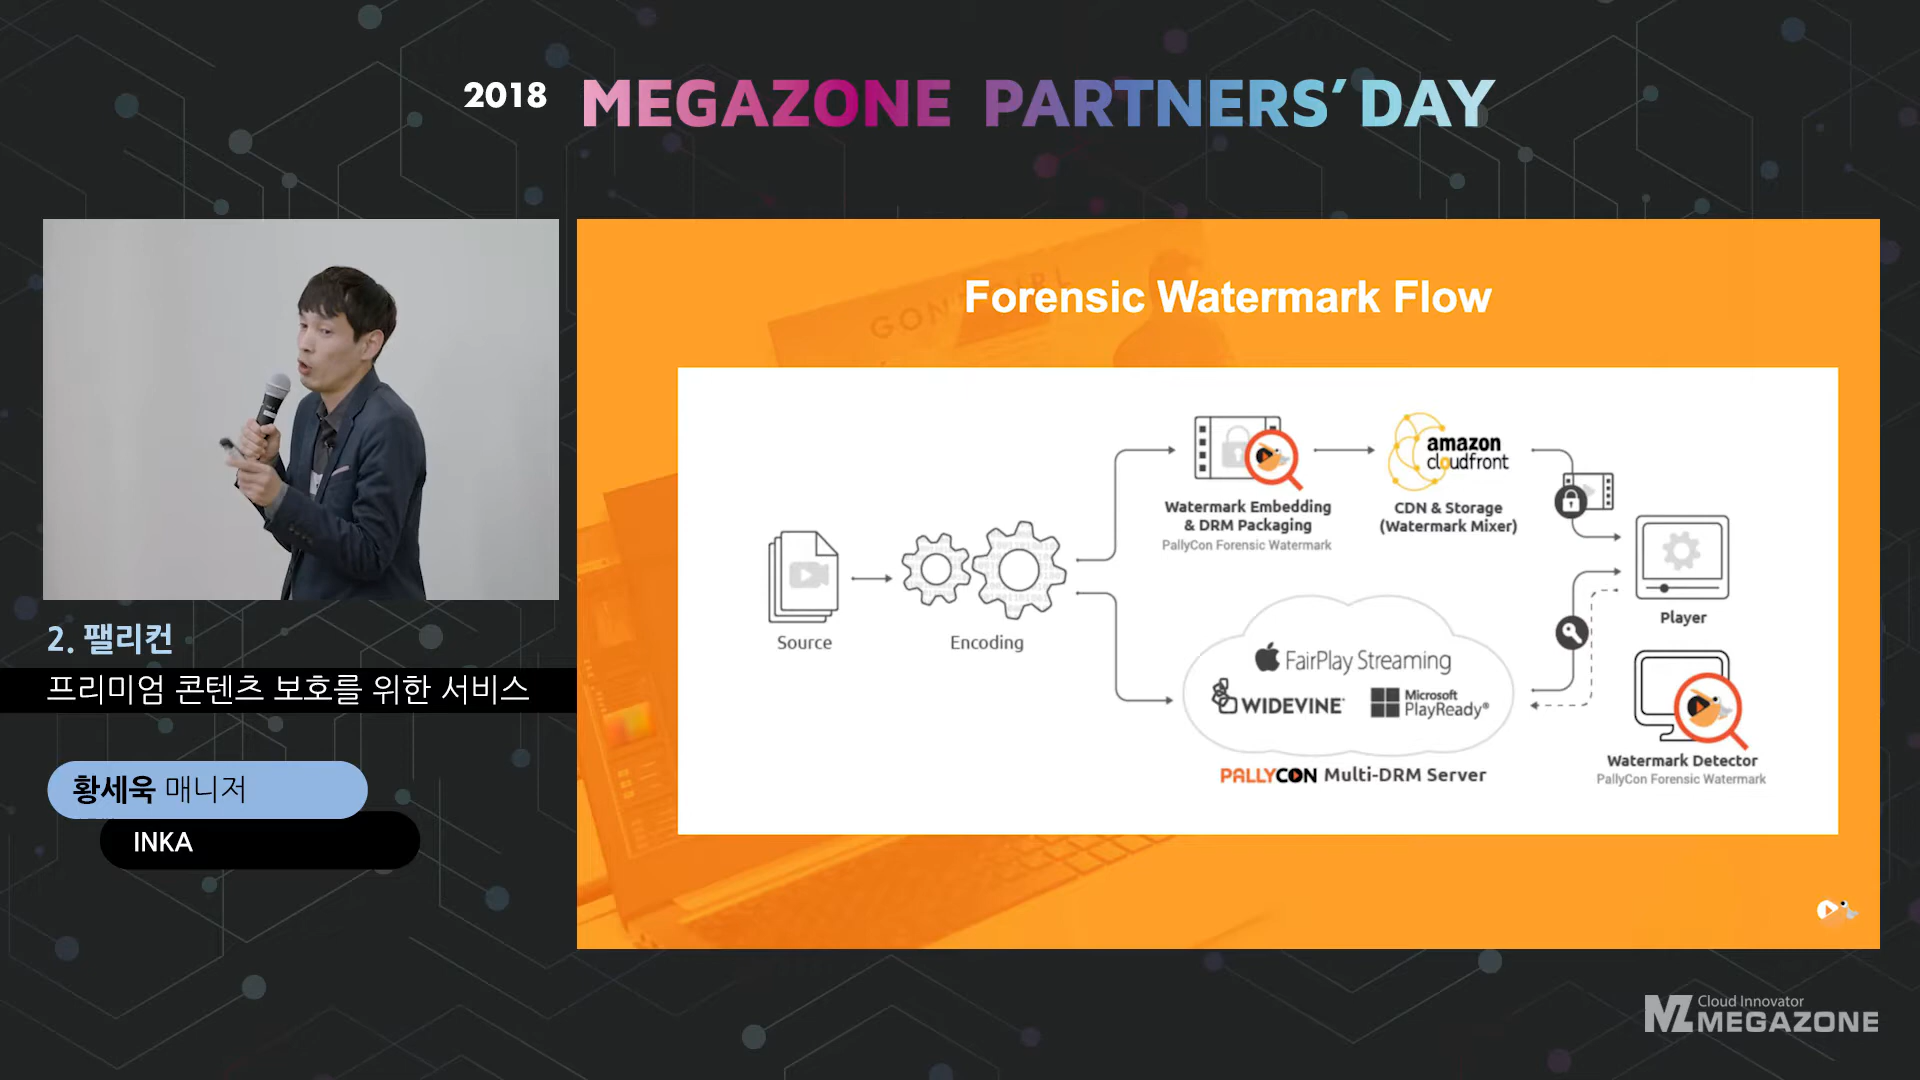 2018 MEGAZONE PARTNERS’ DAY
2. 팰리컨
프리미엄 콘텐츠 보호를 위한 서비스
황세욱 매니저
INKA
Forensic Watermark Flow
Source
Encoding
Watermark Embedding
& DRM Packaging
PallyCon Forensic Watermark
amazon
cloudfront
CDN & Storage
(Watermark Mixer)
FairPlay Streaming
WIDEVINE
Microsoft
PlayReady®
PALLYCON Multi-DRM Server
Player
Watermark Detector
PallyCon Forensic Watermark
MZ Cloud Innovator
MEGAZONE